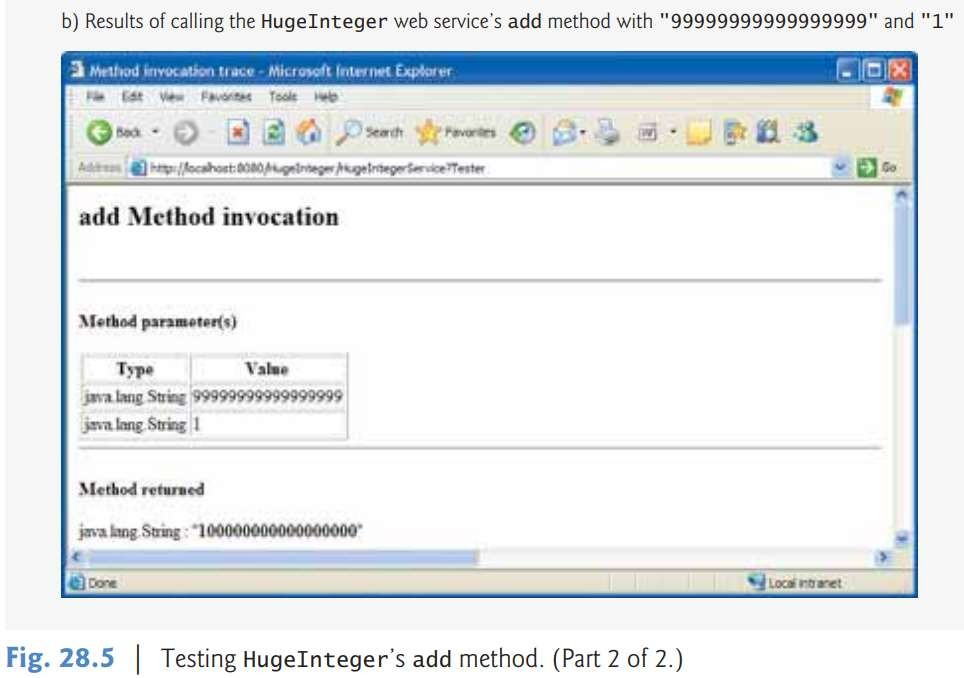 b) Results of calling the HugeInteger web service's add method with "99999999999999999" and "1"
Method invocation trace - Microsoft Internet Explorer
File Edit View Favorites Tools Help
Back Search Favorites
Address http://localhost:8080/HugeInteger/HugeIntegerService?Tester Go
add Method invocation
Method parameter(s)
Type Value
java.lang.String 99999999999999999
java.lang.String 1
Method returned
java.lang.String : "100000000000000000"
Done Local intranet
Fig. 28.5 | Testing HugeInteger's add method. (Part 2 of 2.)